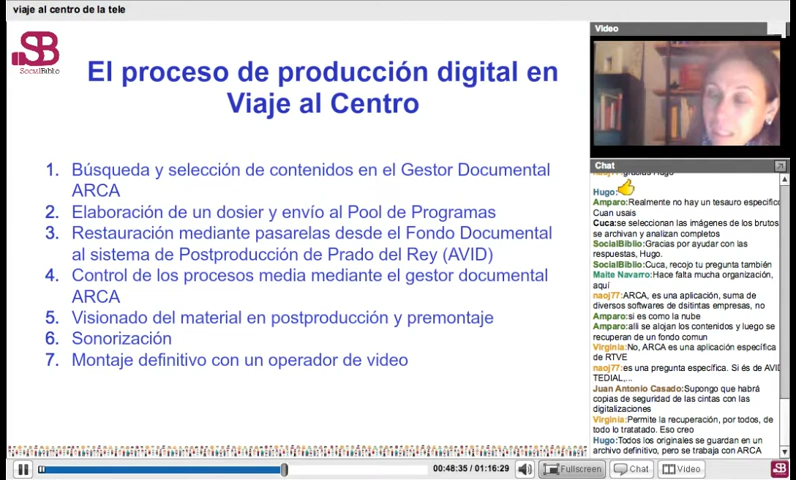 viaje al centro de la tele
SB
SocialBiblio
El proceso de producción digital en
Viaje al Centro
1. Búsqueda y selección de contenidos en el Gestor Documental
ARCA
2. Elaboración de un dosier y envío al Pool de Programas
3. Restauración mediante pasarelas desde el Fondo Documental
al sistema de Postproducción de Prado del Rey (AVID)
4. Control de los procesos media mediante el gestor documental
ARCA
5. Visionado del material en postproducción y premontaje
6. Sonorización
7. Montaje definitivo con un operador de video
Video
Chat
naoj77:gracias Hugo
Hugo:
Amparo:Realmente no hay un tesauro especifico
Cuan usais
Cuca:se seleccionan las imágenes de los brutos
se archivan y analizan completos
SocialBiblio:Gracias por ayudar con las
respuestas, Hugo.
SocialBiblio:Cuca, recojo tu pregunta también
Maite Navarro:Hace falta mucha organización,
aquí
naoj77:ARCA, es una aplicación, suma de
diversos softwares de dsitintas empresas, no
Amparo:si es como la nube
Amparo:alli se alojan los contenidos y luego se
recuperan de un fondo comun
Virginia:No, ARCA es una aplicación específica
de RTVE
naoj77:es una pregunta específica. Si és de AVID
TEDIAL,...
Juan Antonio Casado:Supongo que habrá
copias de seguridad de las cintas con las
digitalizaciones
Virginia:Permite la recuperación, por todos, de
todo lo tratatado. Eso creo
Hugo:Todos los originales se guardan en un
archivo definitivo, pero se trabaja con ARCA
00:48:35/ 01:16:29
Fullscreen
Chat
Video
SB